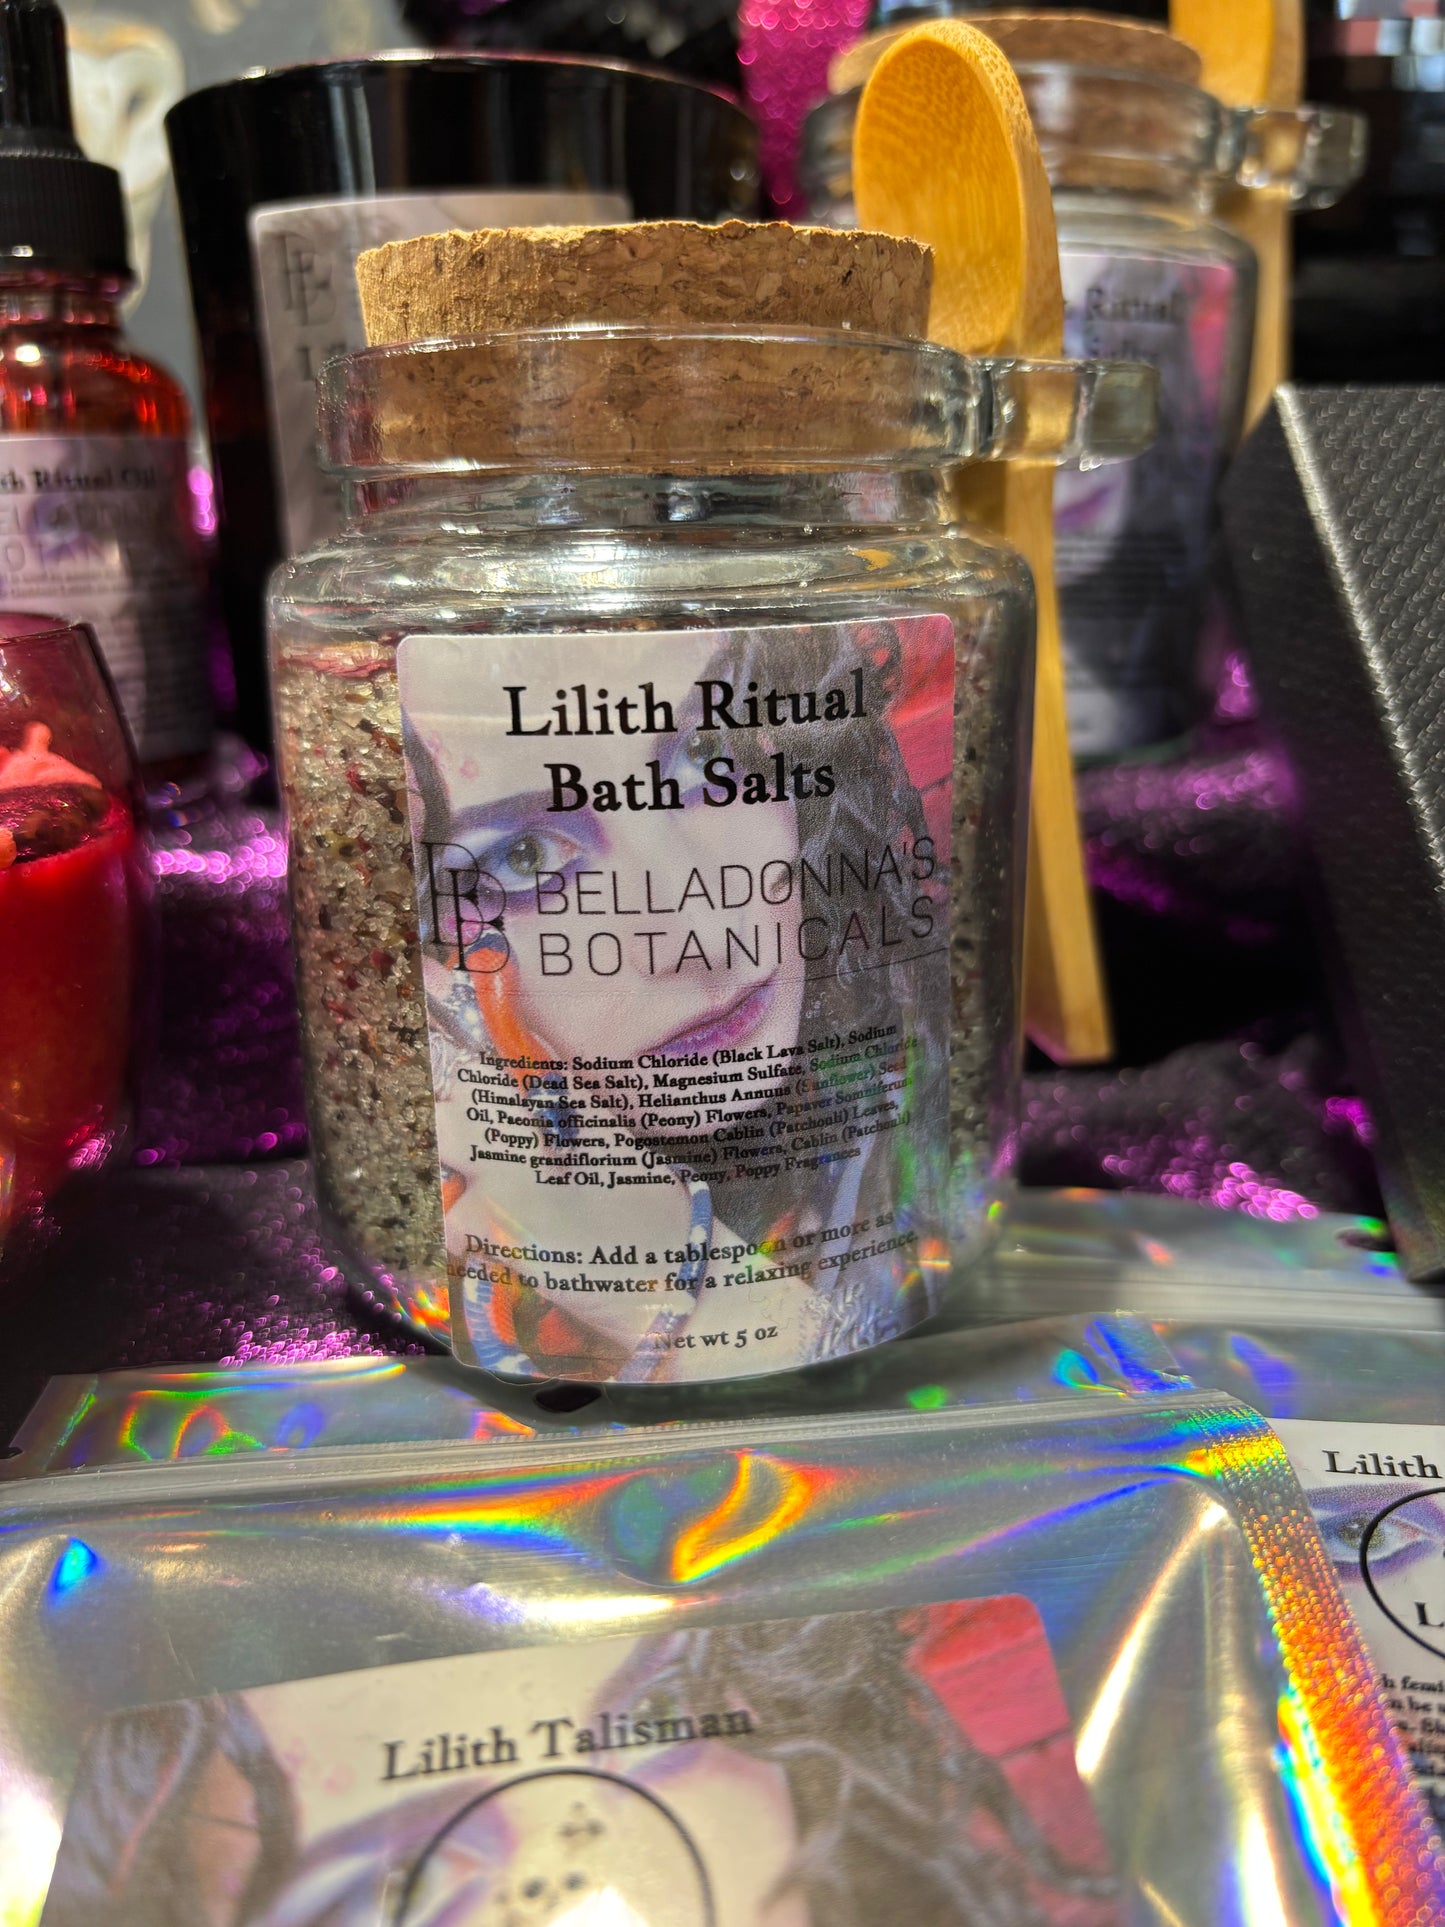 Lilith Ritual
Bath Salts
BB BELLADONNA'S
BOTANICALS
Ingredients: Sodium Chloride (Black Lava Salt), Sodium
Chloride (Dead Sea Salt), Magnesium Sulfate, Sodium Chloride
(Himalayan Sea Salt), Helianthus Annuus (Sunflower) Seed
Oil, Paeonia officinalis (Peony) Flowers, Papaver Somniferum
(Poppy) Flowers, Pogostemon Cablin (Patchouli) Leaves,
Jasmine grandiflorium (Jasmine) Flowers, Cablin (Patchouli)
Leaf Oil, Jasmine, Peony, Poppy Fragrances
Directions: Add a tablespoon or more as
needed to bathwater for a relaxing experience.
Net wt 5 oz
Ritual Oil
Ritual
Lilith Talisman
Lilith